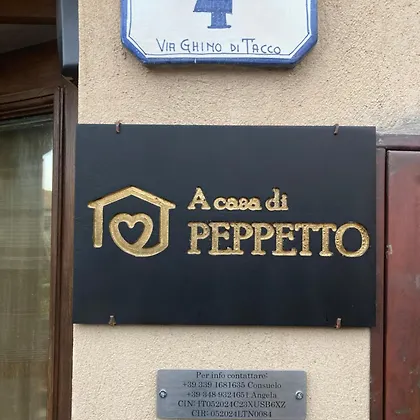 VIA GHINO DI TACCO
A casa di
PEPPETTO
Per info contattare:
+39 339 1681635 Consuelo
+39 348 9324651 Angela
CIN: IT052024C23XUSB6XZ
CIR: 052024LTN0084